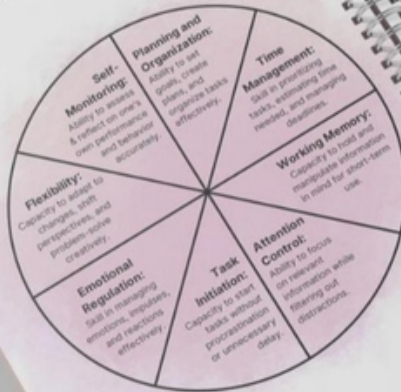 Planning and
Organization:
Ability to set
goals, create
plans, and
organize tasks
effectively.
Time
Management:
Skill in prioritizing
tasks, estimating time
needed, and managing
deadlines.
Working Memory:
Capacity to hold and
manipulate information
in mind for short-term
use.
Attention
Control:
Ability to focus
on relevant
information while
filtering out
distractions.
Task
Initiation:
Capacity to start
tasks without
procrastination
or unnecessary
delay.
Emotional
Regulation:
Skill in managing
emotions, impulses,
and reactions
effectively.
Flexibility:
Capacity to adapt to
changes, shift
perspectives, and
problem-solve
creatively.
Self-
Monitoring:
Ability to assess
& reflect on one's
own performance
and behavior
accurately.